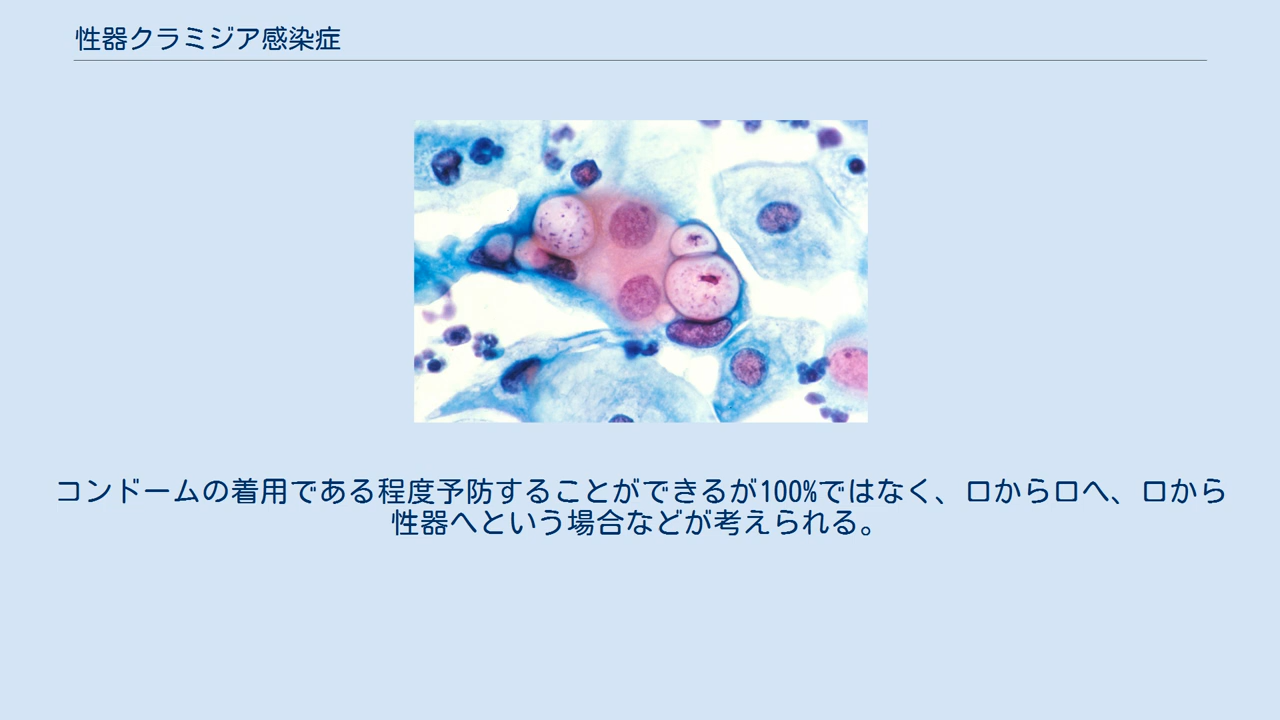 性器クラミジア感染症
コンドームの着用である程度予防することができるが100%ではなく、口から口へ、口から
性器へという場合などが考えられる。